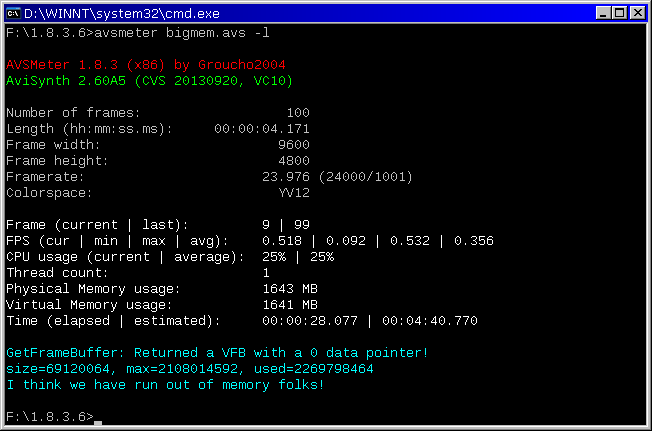 D:\WINNT\system32\cmd.exe
F:\1.8.3.6>avsmeter bigmem.avs -l
AVSMeter 1.8.3 (x86) by Groucho2004
AviSynth 2.60A5 (CVS 20130920, VC10)
Number of frames: 100
Length (hh:mm:ss.ms): 00:00:04.171
Frame width: 9600
Frame height: 4800
Framerate: 23.976 (24000/1001)
Colorspace: YV12
Frame (current | last): 9 | 99
FPS (cur | min | max | avg): 0.518 | 0.092 | 0.532 | 0.356
CPU usage (current | average): 25% | 25%
Thread count: 1
Physical Memory usage: 1643 MB
Virtual Memory usage: 1641 MB
Time (elapsed | estimated): 00:00:28.077 | 00:04:40.770
GetFrameBuffer: Returned a VFB with a 0 data pointer!
size=69120064, max=2108014592, used=2269798464
I think we have run out of memory folks!
F:\1.8.3.6>